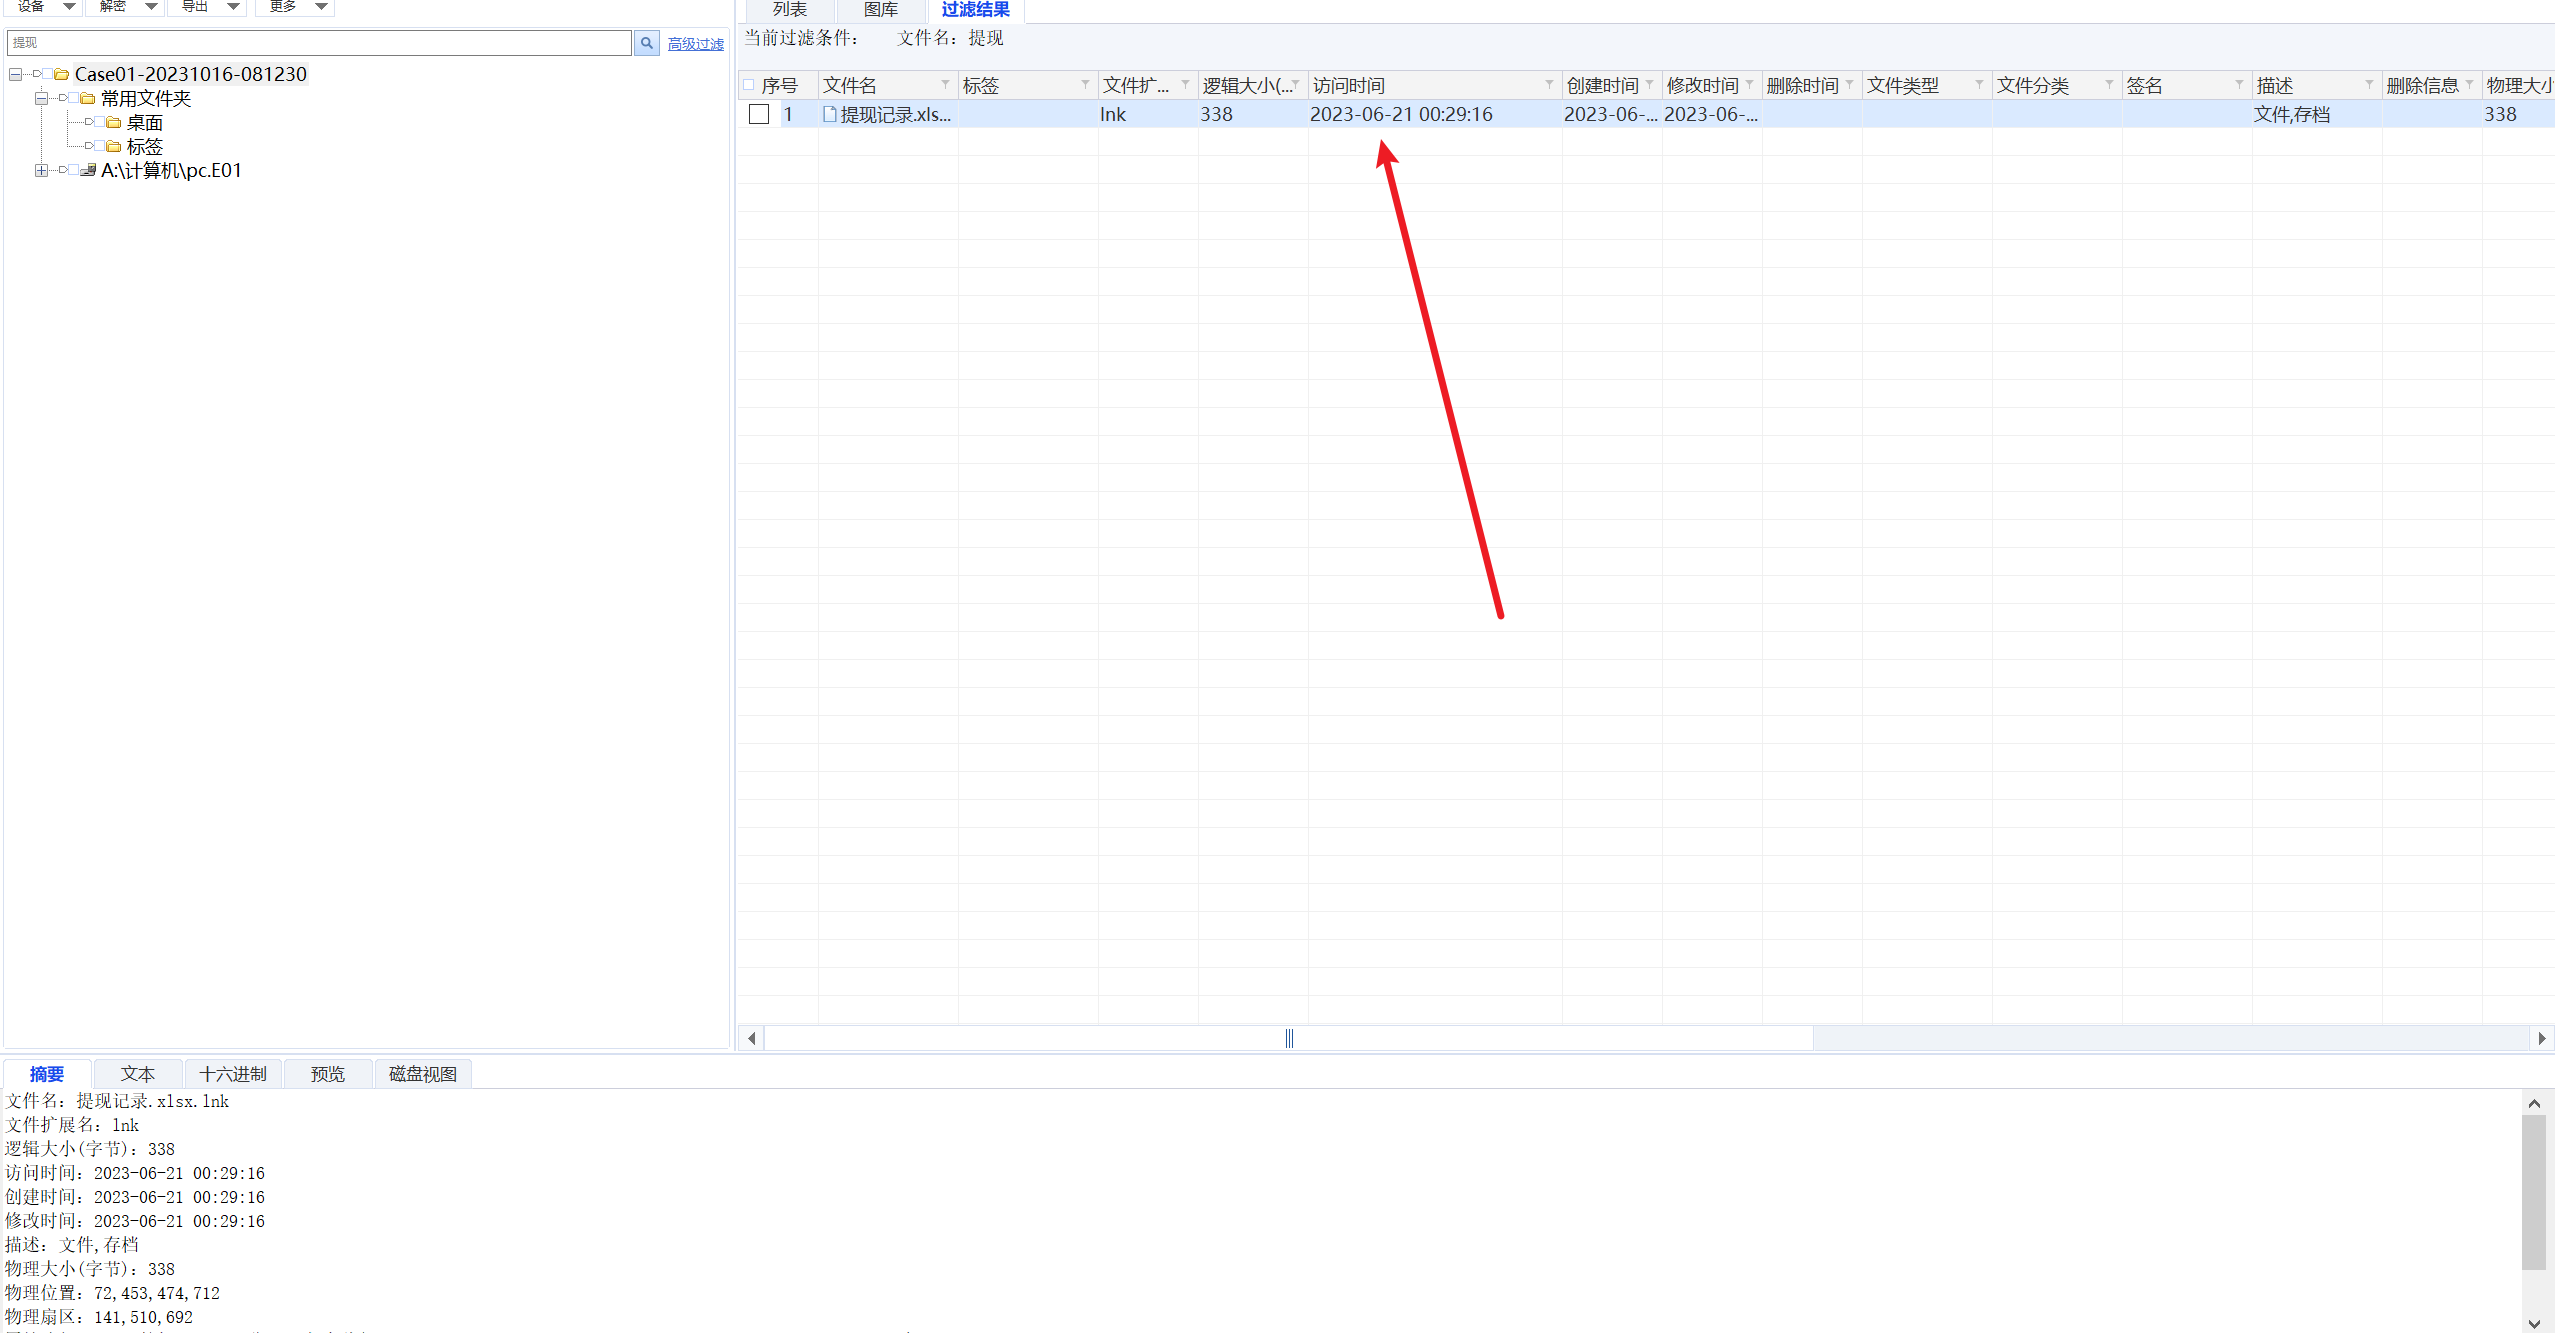 设备 解密 导出 更多
提现 高级过滤
Case01-20231016-081230
常用文件夹
桌面
标签
A:\计算机\pc.E01
列表 图库 过滤结果
当前过滤条件： 文件名：提现
序号 文件名 标签 文件扩... 逻辑大小(... 访问时间 创建时间 修改时间 删除时间 文件类型 文件分类 签名 描述 删除信息 物理大小
1 提现记录.xls... lnk 338 2023-06-21 00:29:16 2023-06-... 2023-06-... 文件,存档 338
摘要 文本 十六进制 预览 磁盘视图
文件名：提现记录.xlsx.lnk
文件扩展名：lnk
逻辑大小(字节)：338
访问时间：2023-06-21 00:29:16
创建时间：2023-06-21 00:29:16
修改时间：2023-06-21 00:29:16
描述：文件,存档
物理大小(字节)：338
物理位置：72,453,474,712
物理扇区：141,510,692